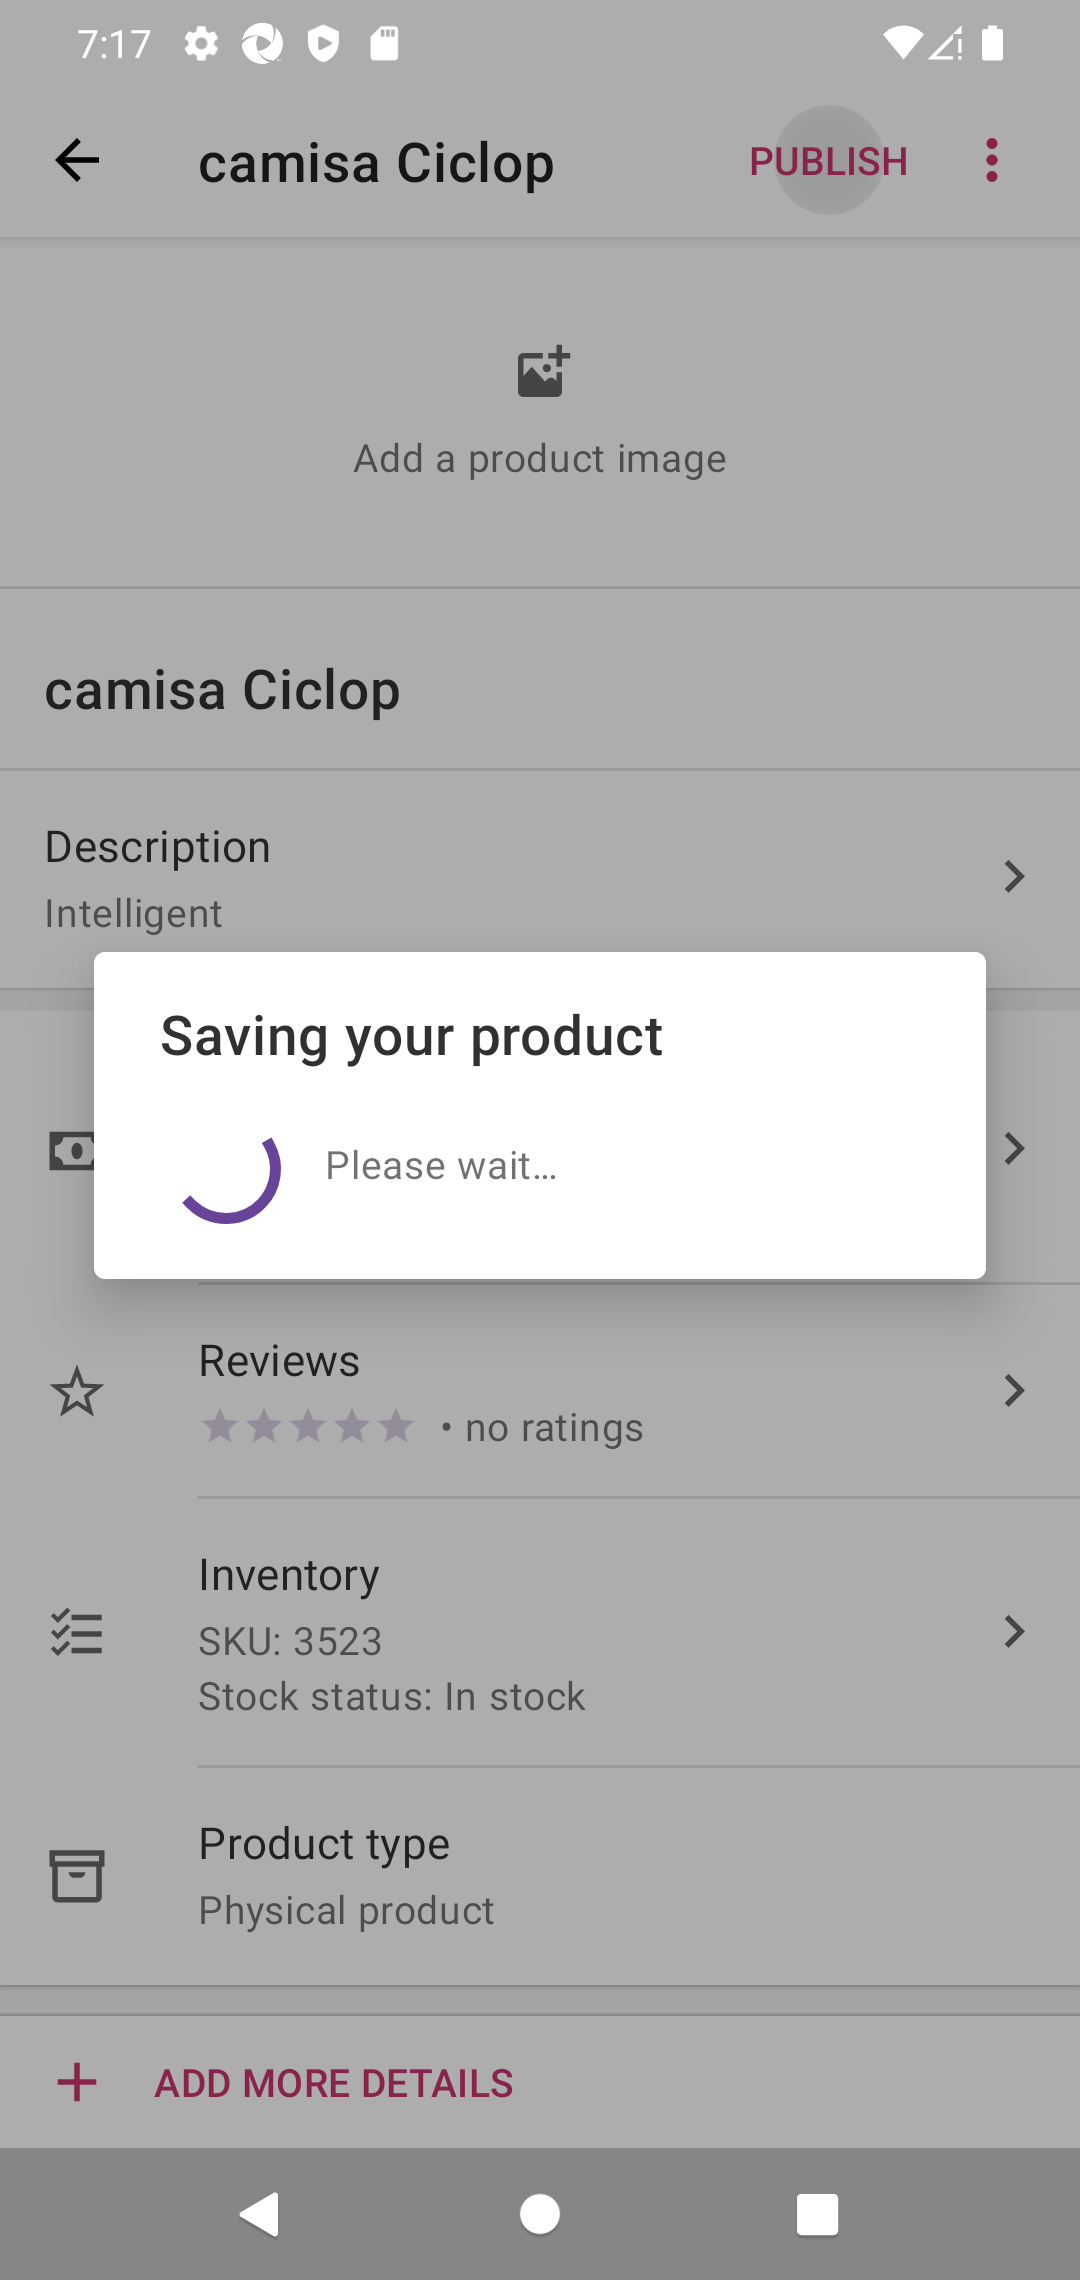 7:17
camisa Ciclop
PUBLISH
Add a product image
camisa Ciclop
Description
Intelligent
Saving your product
Please wait…
Reviews
• no ratings
Inventory
SKU: 3523
Stock status: In stock
Product type
Physical product
ADD MORE DETAILS